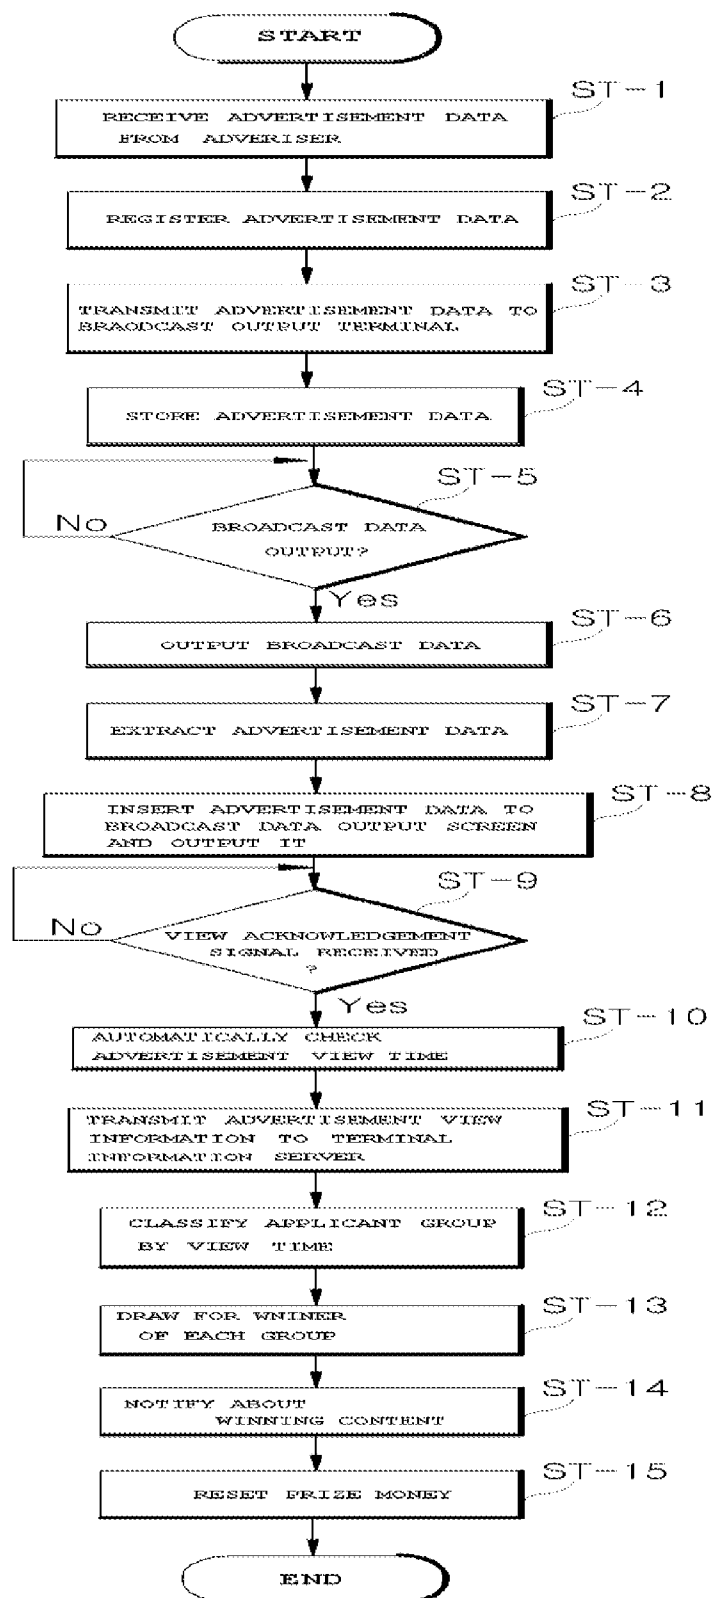 START
ST-1
RECEIVE ADVERTISEMENT DATA
FROM ADVERISER
ST-2
REGISTER ADVERTISEMENT DATA
ST-3
TRANSMIT ADVERTISEMENT DATA TO
BRAODCAST OUTPUT TERMINAL
ST-4
STORE ADVERTISEMENT DATA
ST-5
No
BROADCAST DATA
OUTPUT?
Yes
ST-6
OUTPUT BROADCAST DATA
ST-7
EXTRACT ADVERTISEMENT DATA
ST-8
INSERT ADVERTISEMENT DATA TO
BROADCAST DATA OUTPUT SCREEN
AND OUTPUT IT
ST-9
No
VIEW ACKNOWLEDGEMENT
SIGNAL RECEIVED
?
Yes
ST-10
AUTOMATICALLY CHECK
ADVERTISEMENT VIEW TIME
ST-11
TRANSMIT ADVERTISEMENT VIEW
INFORMATION TO TERMINAL
INFORMATION SERVER
ST-12
CLASSIFY APPLICANT GROUP
BY VIEW TIME
ST-13
DRAW FOR WNINER
OF EACH GROUP
ST-14
NOTIFY ABOUT
WINNING CONTENT
ST-15
RESET PRIZE MONEY
END